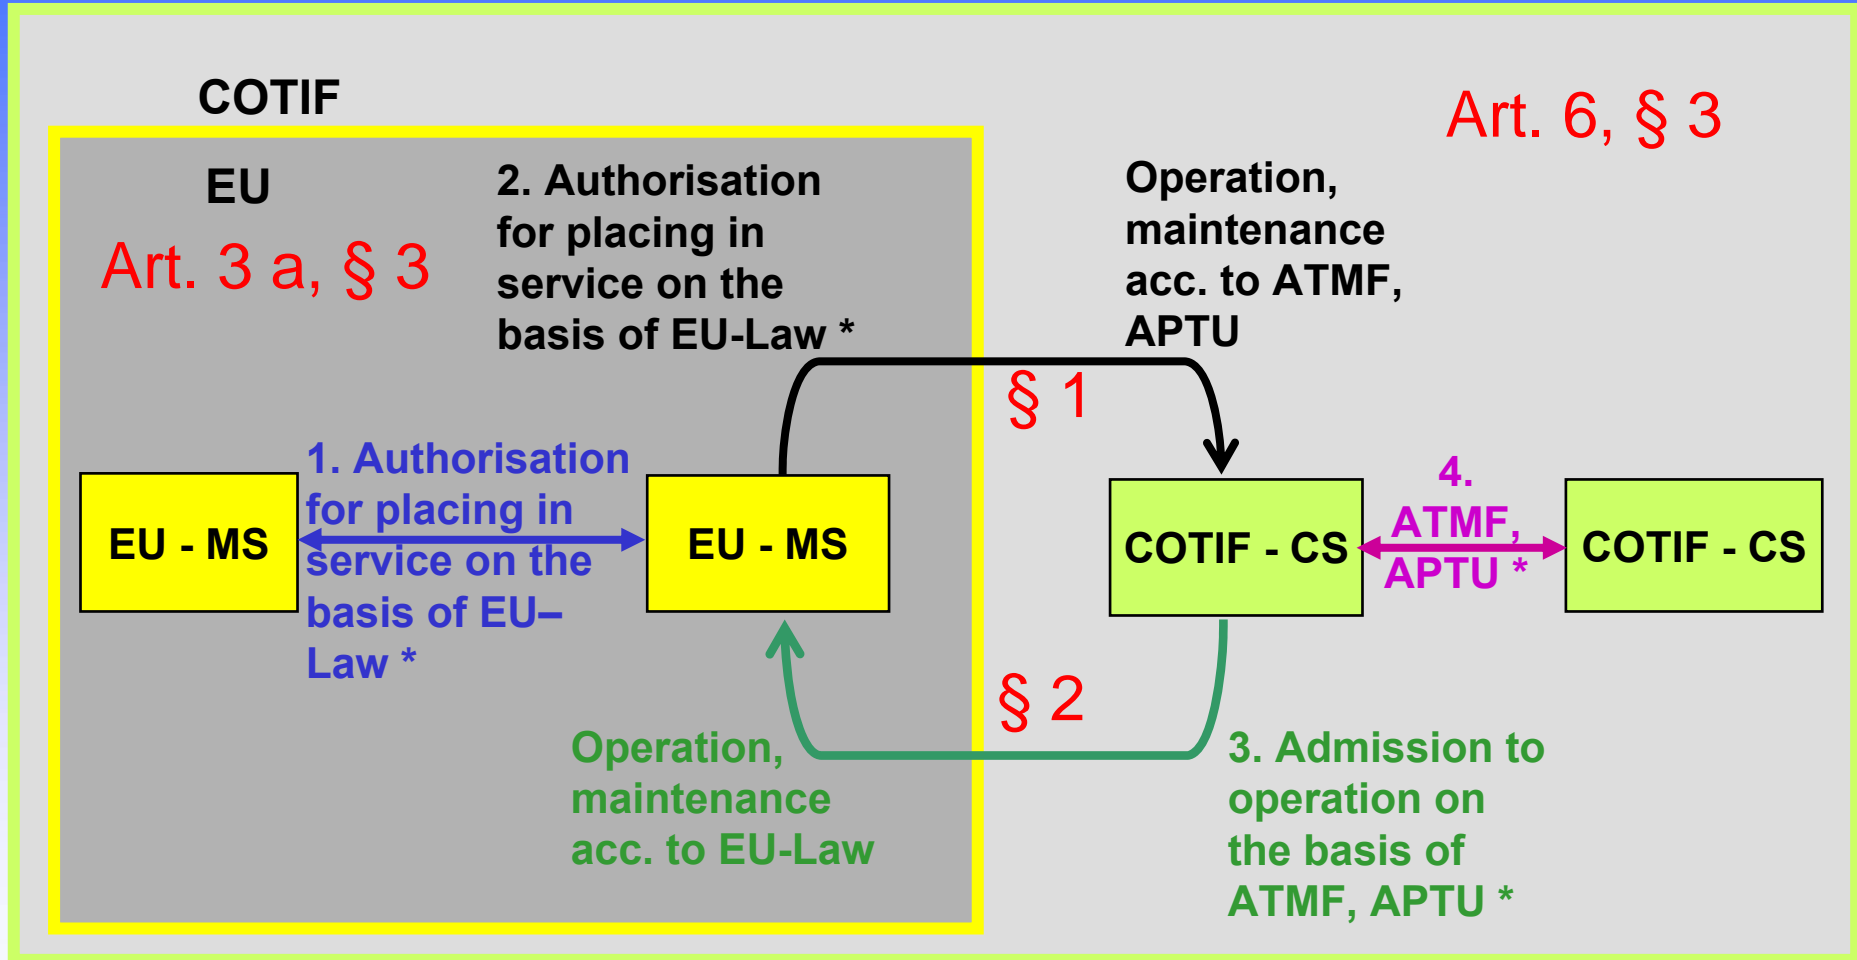 COTIF
Art. 6, § 3
EU
Art. 3 a, § 3
2. Authorisation
for placing in
service on the
basis of EU-Law *
Operation,
maintenance
acc. to ATMF,
APTU
§ 1
1. Authorisation
for placing in
service on the
basis of EU–
Law *
EU - MS
EU - MS
COTIF - CS
4.
ATMF,
APTU *
COTIF - CS
§ 2
Operation,
maintenance
acc. to EU-Law
3. Admission to
operation on
the basis of
ATMF, APTU *